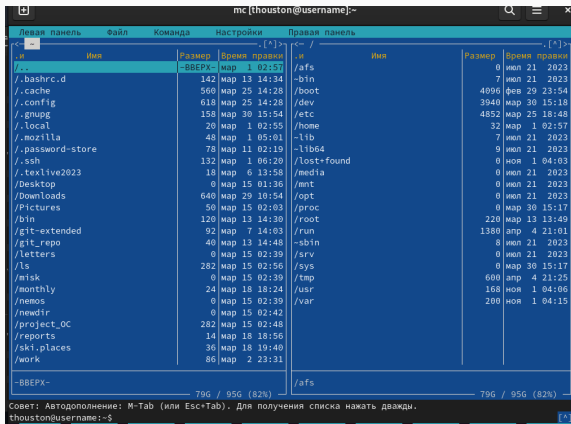 mc [thouston@username]:~
Левая панель Файл Команда Настройки Правая панель
<- ~ .[^]> <- / .[^]>
.и Имя Размер Время правки .и Имя Размер Время правки
/.. -ВВЕРХ- мар 1 02:57 /afs 0 июл 21 2023
/.bashrc.d 142 мар 13 14:34 ~bin 7 июл 21 2023
/.cache 560 мар 25 14:28 /boot 4096 фев 29 23:54
/.config 618 мар 25 14:28 /dev 3940 мар 30 15:18
/.gnupg 158 мар 30 15:54 /etc 4852 мар 25 18:48
/.local 20 мар 1 02:55 /home 32 мар 1 02:57
/.mozilla 48 мар 1 05:01 ~lib 7 июл 21 2023
/.password-store 78 мар 11 02:19 ~lib64 9 июл 21 2023
/.ssh 132 мар 1 06:20 /lost+found 0 ноя 1 04:03
/.texlive2023 18 мар 6 13:58 /media 0 июл 21 2023
/Desktop 0 мар 15 01:36 /mnt 0 июл 21 2023
/Downloads 640 мар 29 10:54 /opt 0 июл 21 2023
/Pictures 50 мар 15 02:03 /proc 0 мар 30 15:17
/bin 120 мар 13 14:30 /root 220 мар 13 13:49
/git-extended 92 мар 7 14:03 /run 1380 апр 4 21:01
/git_repo 40 мар 13 14:48 ~sbin 8 июл 21 2023
/letters 0 мар 15 02:39 /srv 0 июл 21 2023
/ls 282 мар 15 02:56 /sys 0 мар 30 15:17
/misk 0 мар 15 02:39 /tmp 600 апр 4 21:25
/monthly 24 мар 18 18:24 /usr 168 ноя 1 04:06
/nemos 0 мар 15 02:39 /var 200 ноя 1 04:15
/newdir 0 мар 15 02:42
/project_OC 282 мар 15 02:48
/reports 14 мар 18 18:56
/ski.places 36 мар 18 19:40
/work 86 мар 2 23:31
-ВВЕРХ- /afs
79G / 95G (82%) 79G / 95G (82%)
Совет: Автодополнение: M-Tab (или Esc+Tab). Для получения списка нажать дважды.
thouston@username:~$ [^]